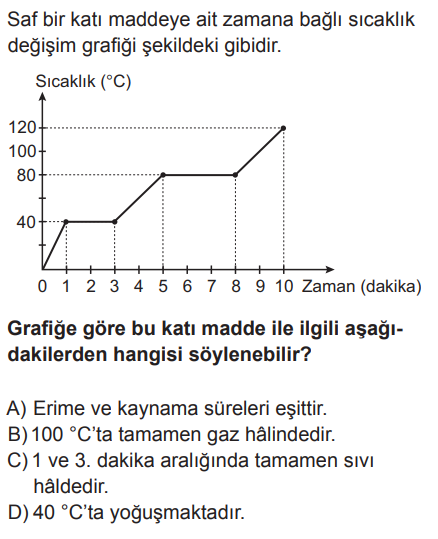 Saf bir katı maddeye ait zamana bağlı sıcaklık
değişim grafiği şekildeki gibidir.
Sıcaklık (°C)
120
100
80
40
0 1 2 3 4 5 6 7 8 9 10 Zaman (dakika)
Grafiğe göre bu katı madde ile ilgili aşağı-
dakilerden hangisi söylenebilir?
A) Erime ve kaynama süreleri eşittir.
B) 100 °C'ta tamamen gaz hâlindedir.
C) 1 ve 3. dakika aralığında tamamen sıvı
hâldedir.
D) 40 °C'ta yoğuşmaktadır.